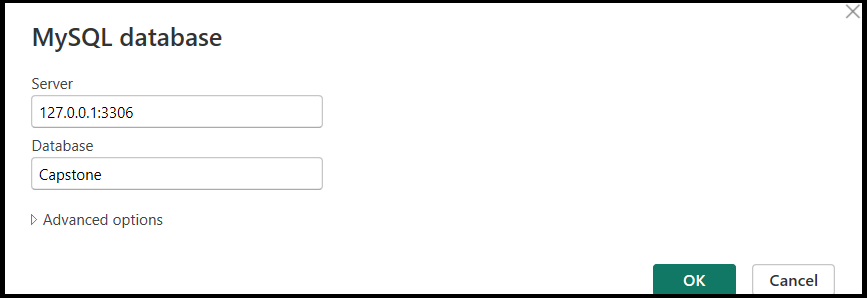 MySQL database
Server
127.0.0.1:3306
Database
Capstone
Advanced options
OK Cancel